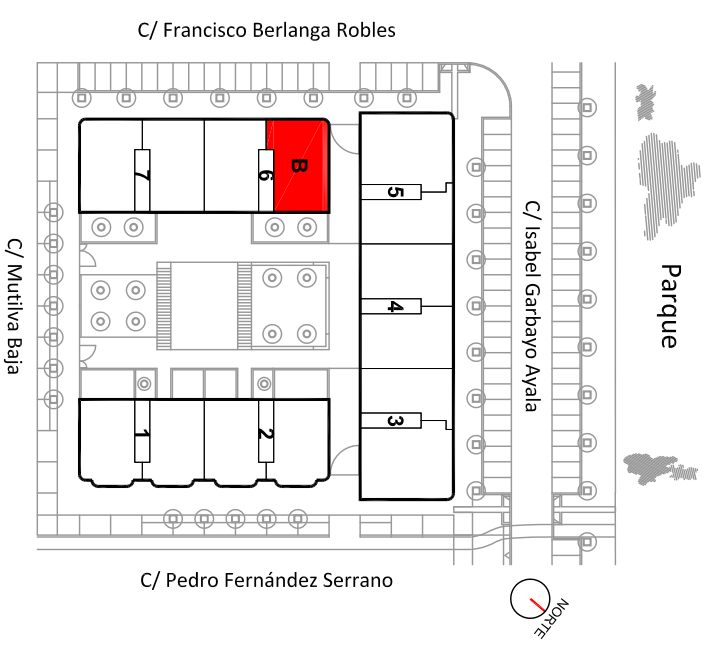 C/ Francisco Berlanga Robles
7
6
B
5
4
3
1
2
C/ Mutilva Baja
C/ Isabel Garbayo Ayala
Parque
C/ Pedro Fernández Serrano
NORTE